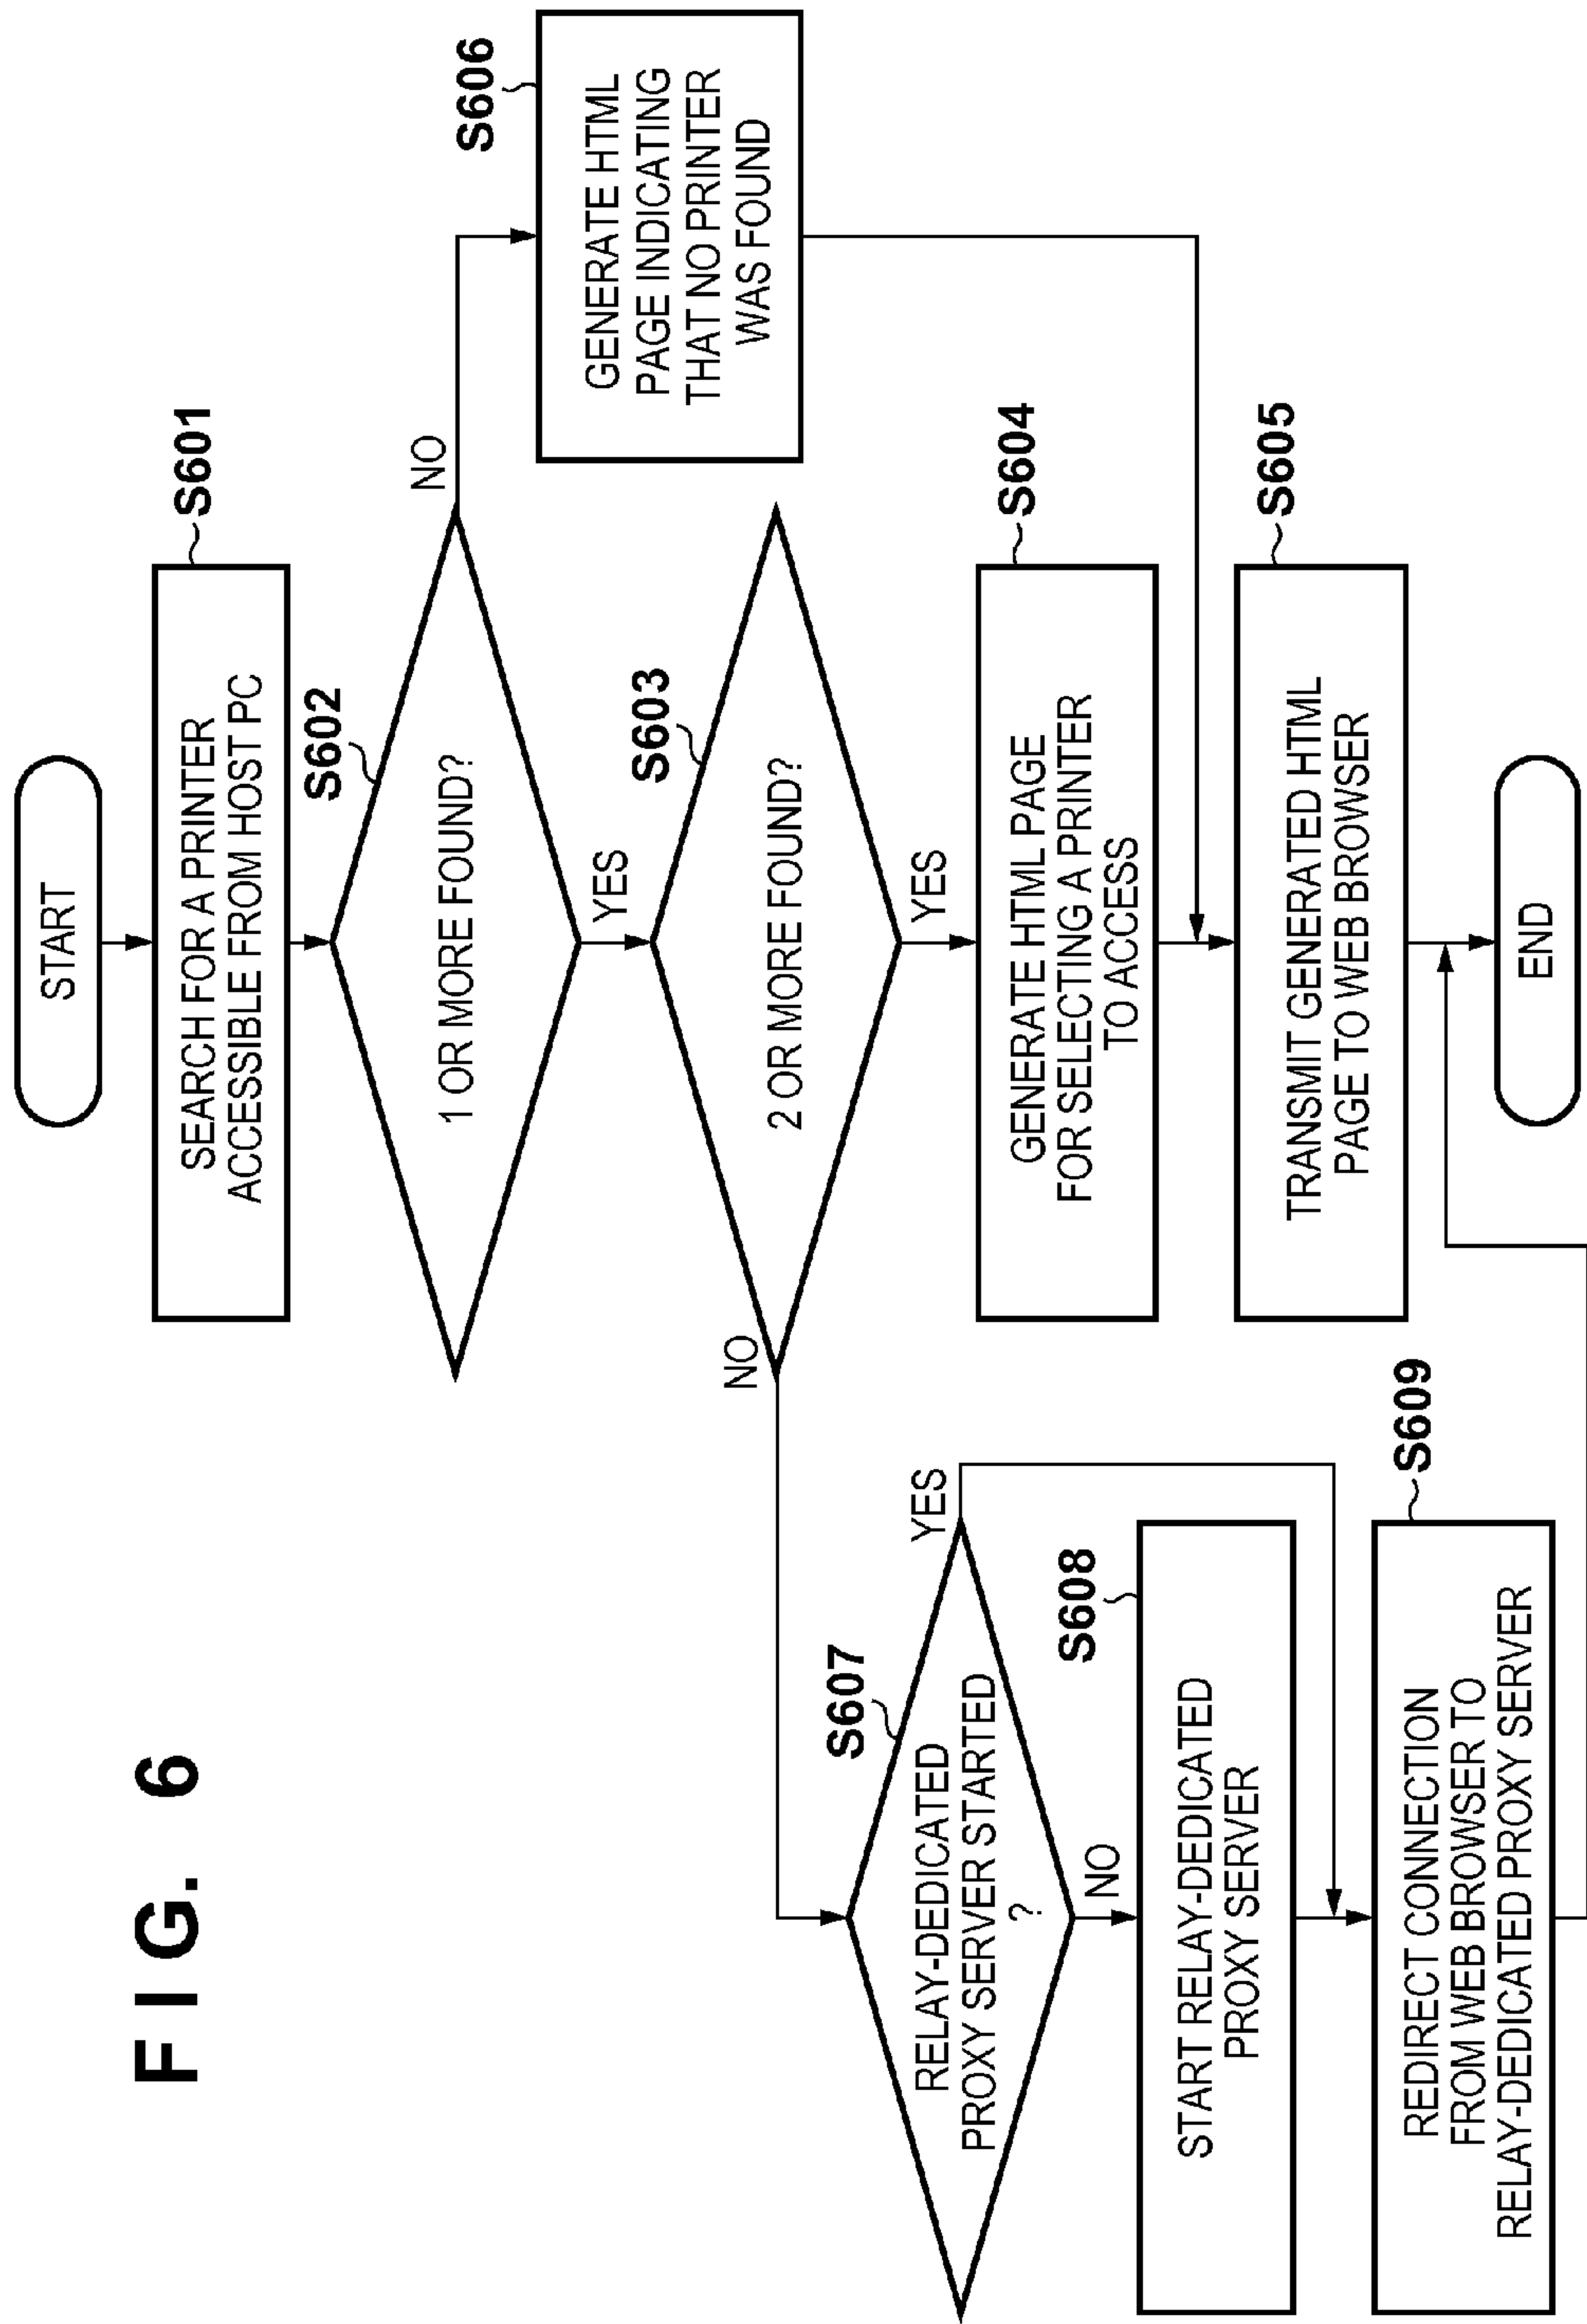 FIG. 6
START
S601
SEARCH FOR A PRINTER
ACCESSIBLE FROM HOST PC
S602
1 OR MORE FOUND?
NO
YES
S606
GENERATE HTML
PAGE INDICATING
THAT NO PRINTER
WAS FOUND
S603
2 OR MORE FOUND?
NO
YES
S604
GENERATE HTML PAGE
FOR SELECTING A PRINTER
TO ACCESS
S605
TRANSMIT GENERATED HTML
PAGE TO WEB BROWSER
S607
RELAY-DEDICATED
PROXY SERVER STARTED
?
YES
NO
S608
START RELAY-DEDICATED
PROXY SERVER
S609
REDIRECT CONNECTION
FROM WEB BROWSER TO
RELAY-DEDICATED PROXY SERVER
END